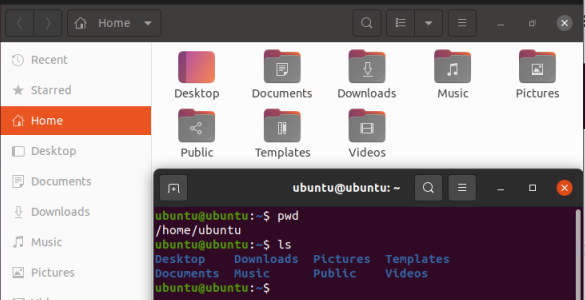 Home
Recent
Starred
Home
Desktop
Documents
Downloads
Music
Pictures
Desktop Documents Downloads Music Pictures
Public Templates Videos
ubuntu@ubuntu: ~
ubuntu@ubuntu:~$ pwd
/home/ubuntu
ubuntu@ubuntu:~$ ls
Desktop Downloads Pictures Templates
Documents Music Public Videos
ubuntu@ubuntu:~$